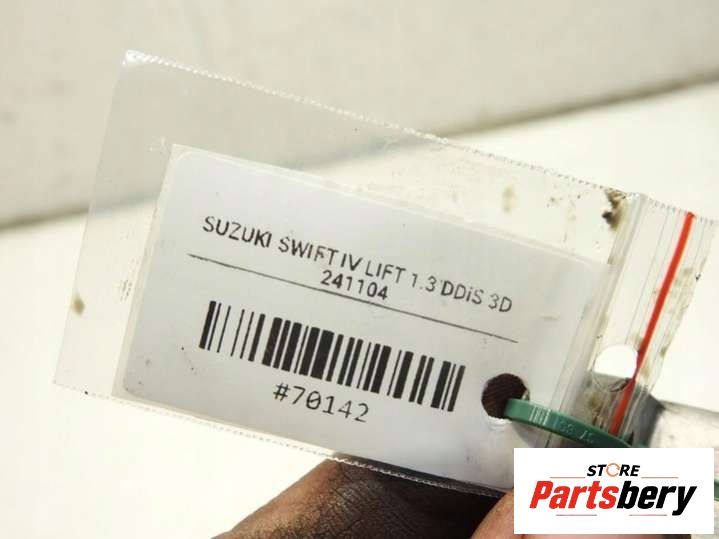 SUZUKI SWIFT IV LIFT 1.3 DDiS 3D
241104
#70142
STORE
Partsbery